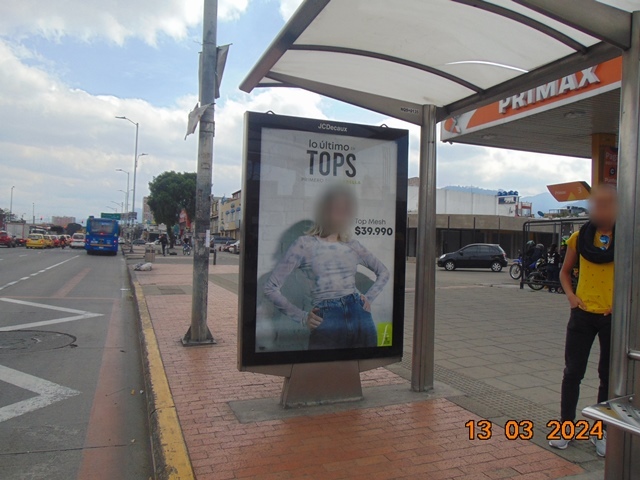 JCDecaux
lo último en
TOPS
Top Mesh
$39.990
PRIMAX
13 03 2024